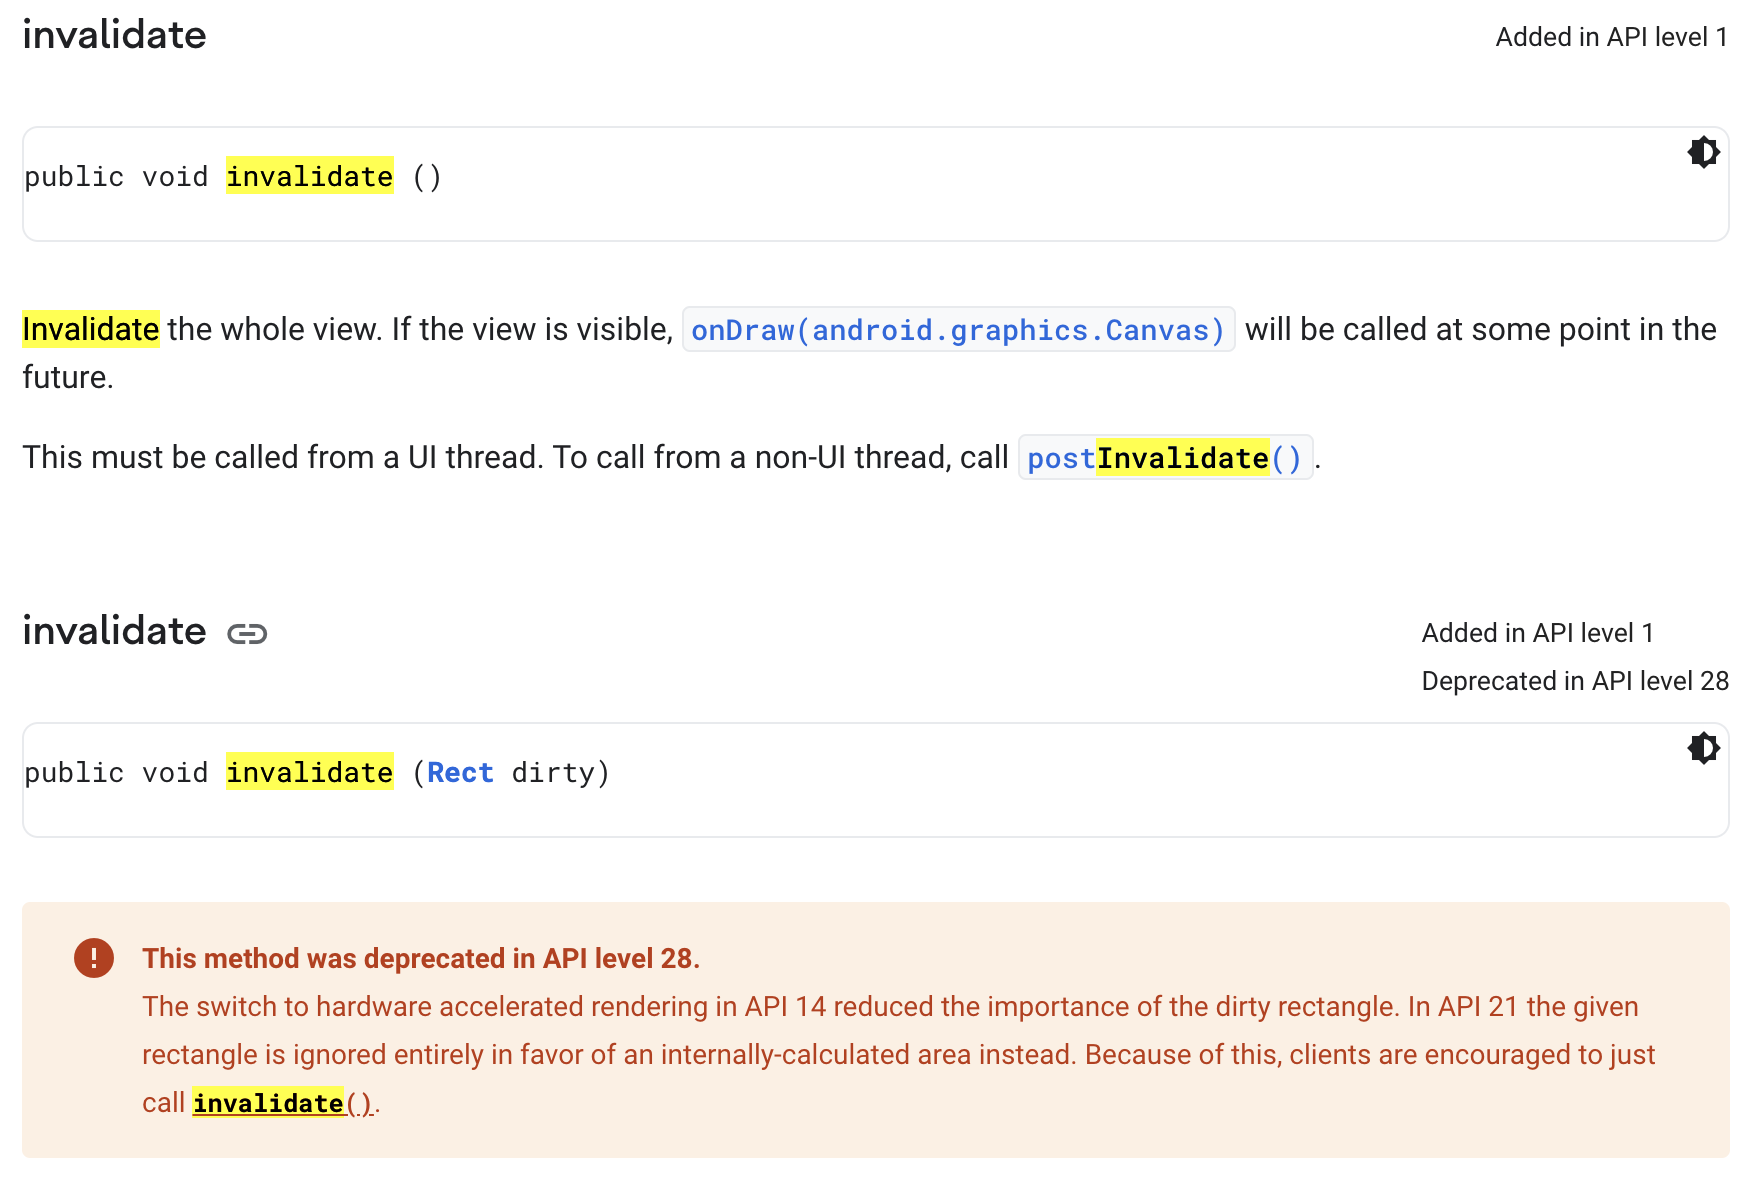 invalidate
Added in API level 1
public void invalidate ()
Invalidate the whole view. If the view is visible, onDraw(android.graphics.Canvas) will be called at some point in the
future.
This must be called from a UI thread. To call from a non-UI thread, call postInvalidate().
invalidate
Added in API level 1
Deprecated in API level 28
public void invalidate (Rect dirty)
This method was deprecated in API level 28.
The switch to hardware accelerated rendering in API 14 reduced the importance of the dirty rectangle. In API 21 the given
rectangle is ignored entirely in favor of an internally-calculated area instead. Because of this, clients are encouraged to just
call invalidate().